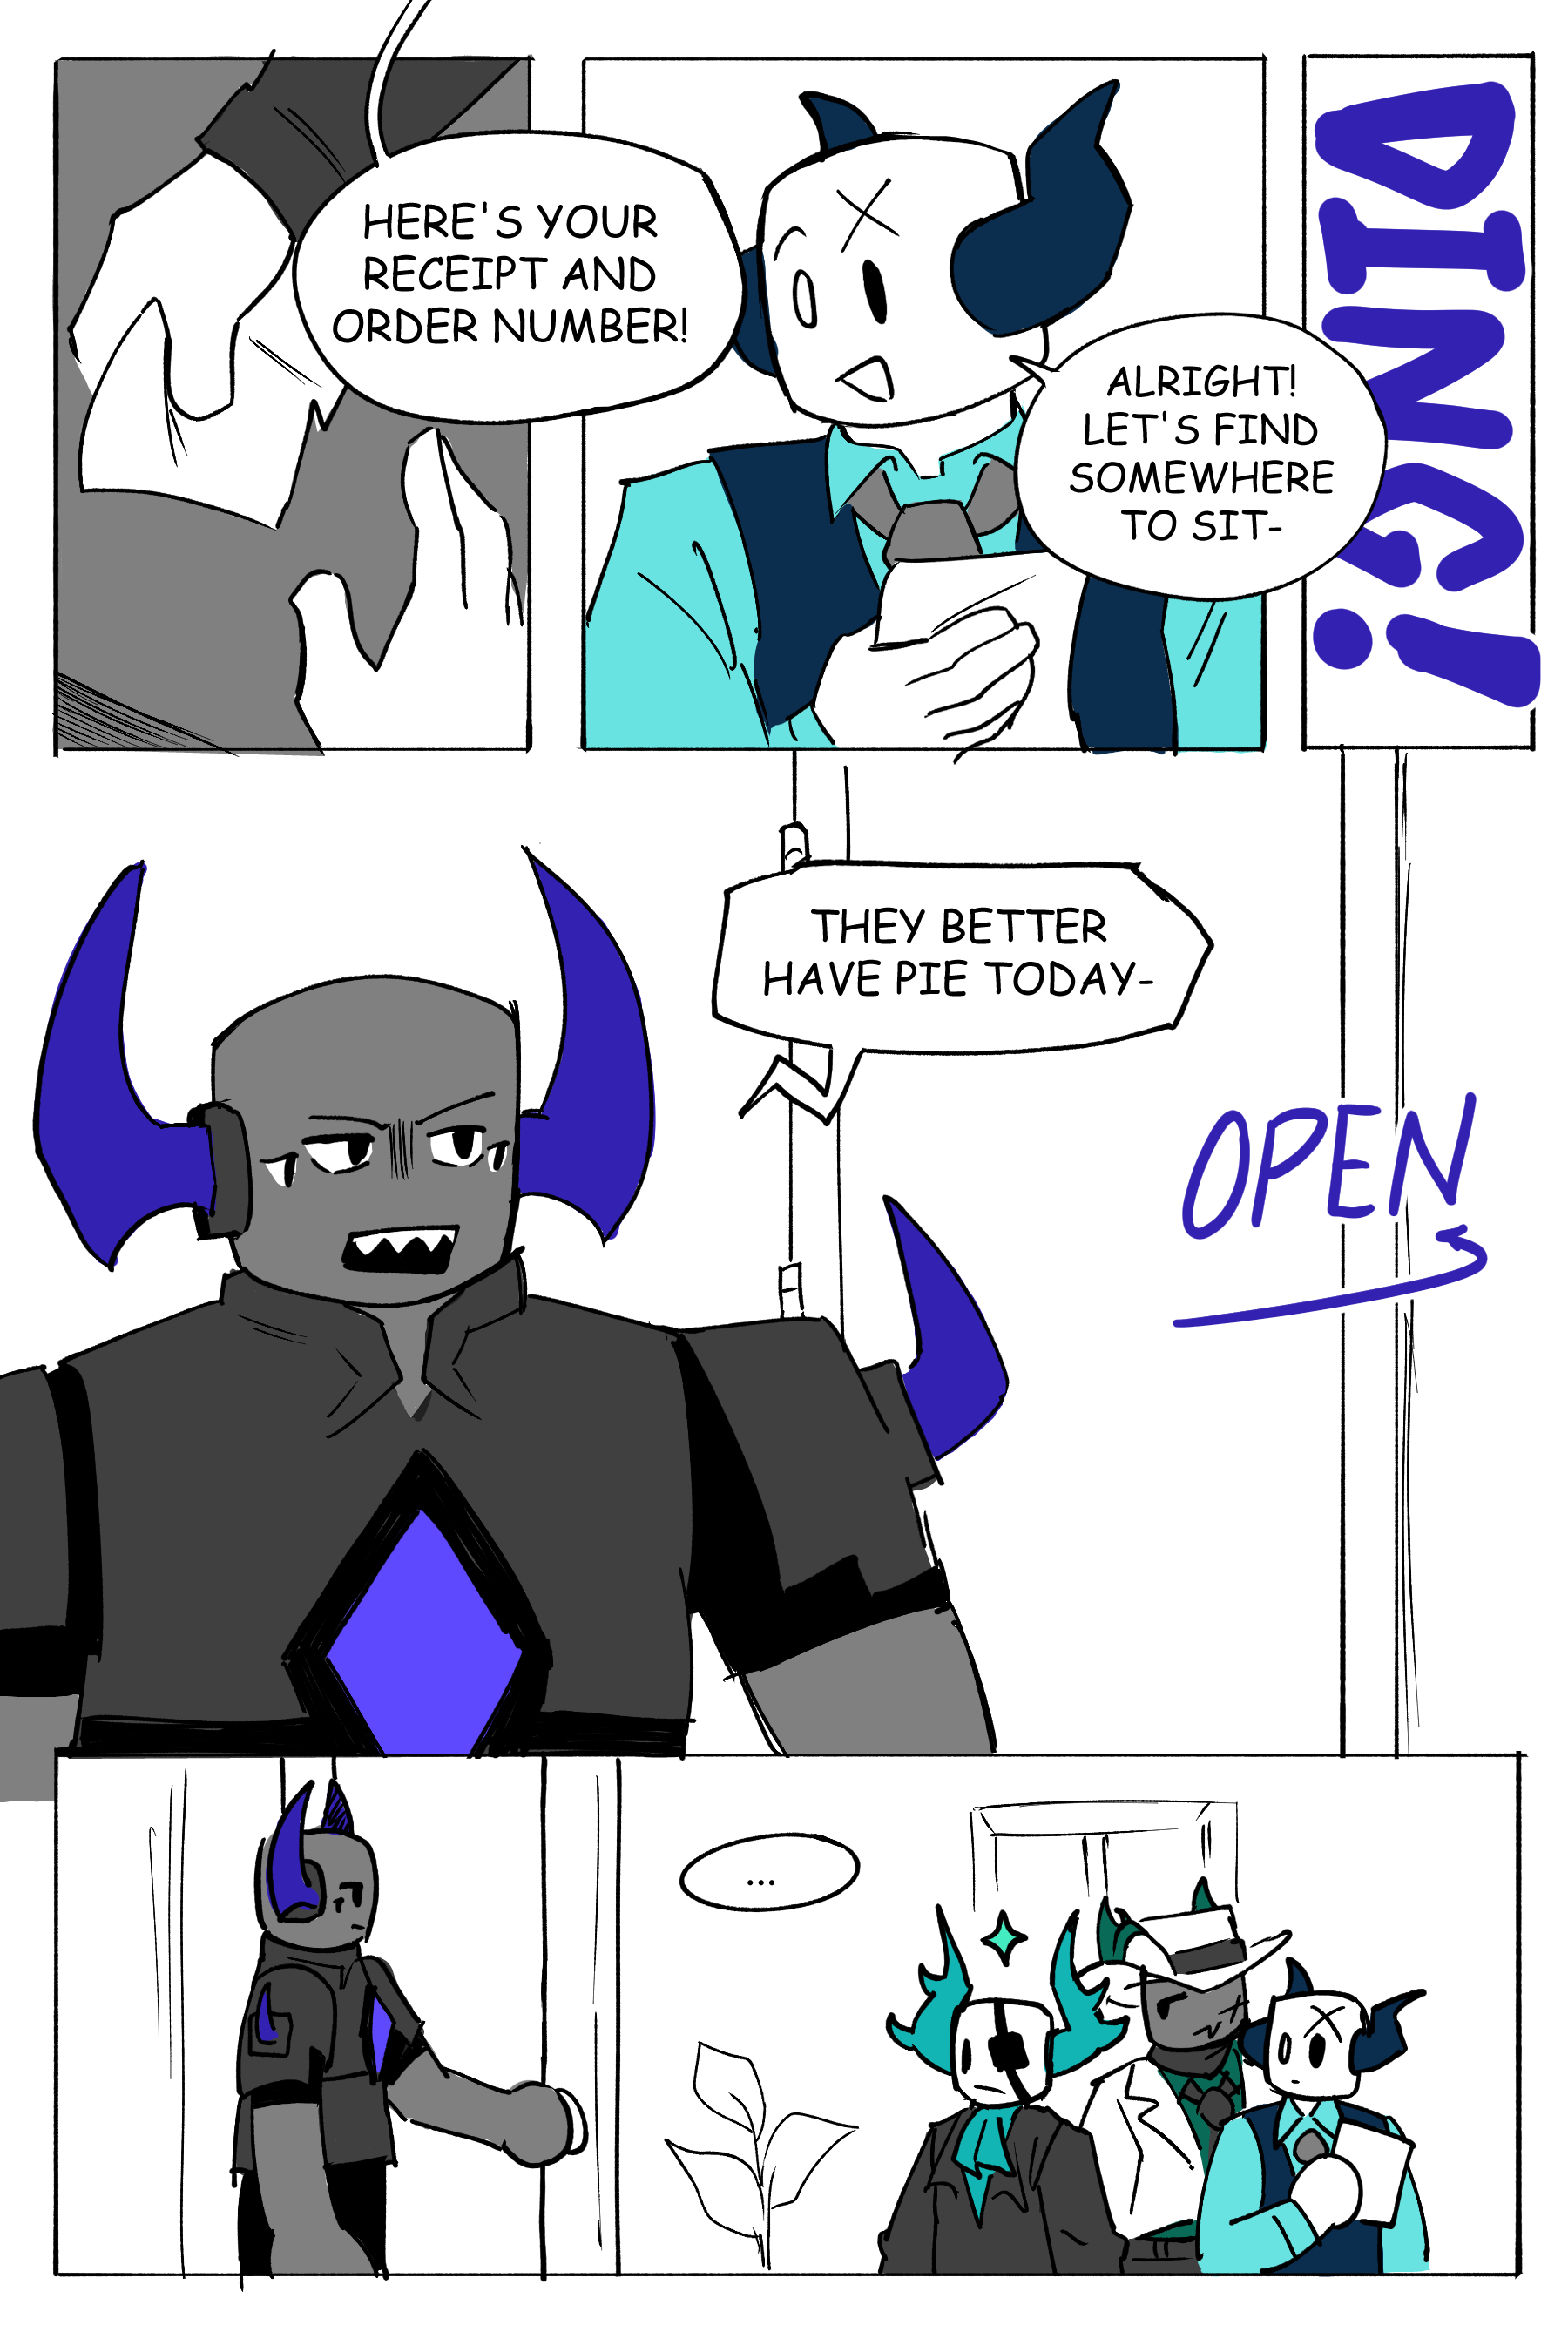 HERE'S YOUR
RECEIPT AND
ORDER NUMBER!
ALRIGHT!
LET'S FIND
SOMEWHERE
TO SIT-
DING!
THEY BETTER
HAVE PIE TODAY-
OPEN
...